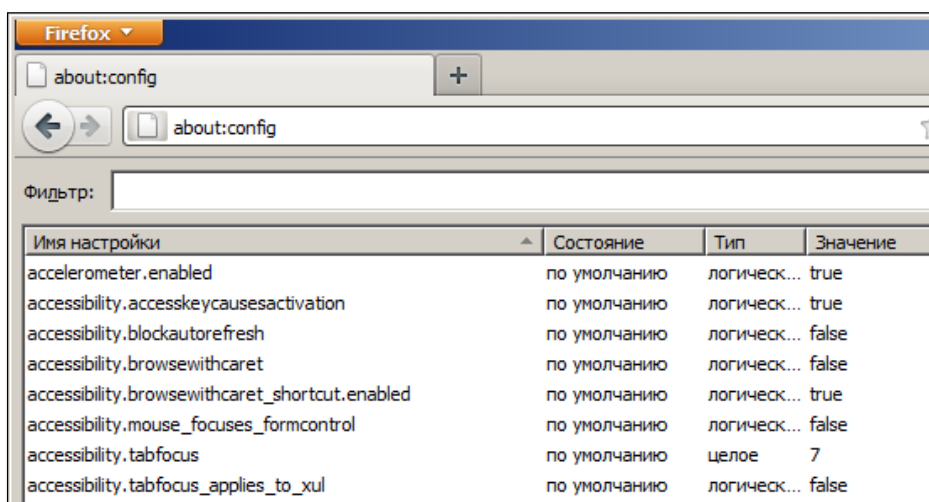 Firefox
about:config
about:config
Фильтр:
Имя настройки Состояние Тип Значение
accelerometer.enabled по умолчанию логическ... true
accessibility.accesskeycausesactivation по умолчанию логическ... true
accessibility.blockautorefresh по умолчанию логическ... false
accessibility.browsewithcaret по умолчанию логическ... false
accessibility.browsewithcaret_shortcut.enabled по умолчанию логическ... true
accessibility.mouse_focuses_formcontrol по умолчанию логическ... false
accessibility.tabfocus по умолчанию целое 7
accessibility.tabfocus_applies_to_xul по умолчанию логическ... false